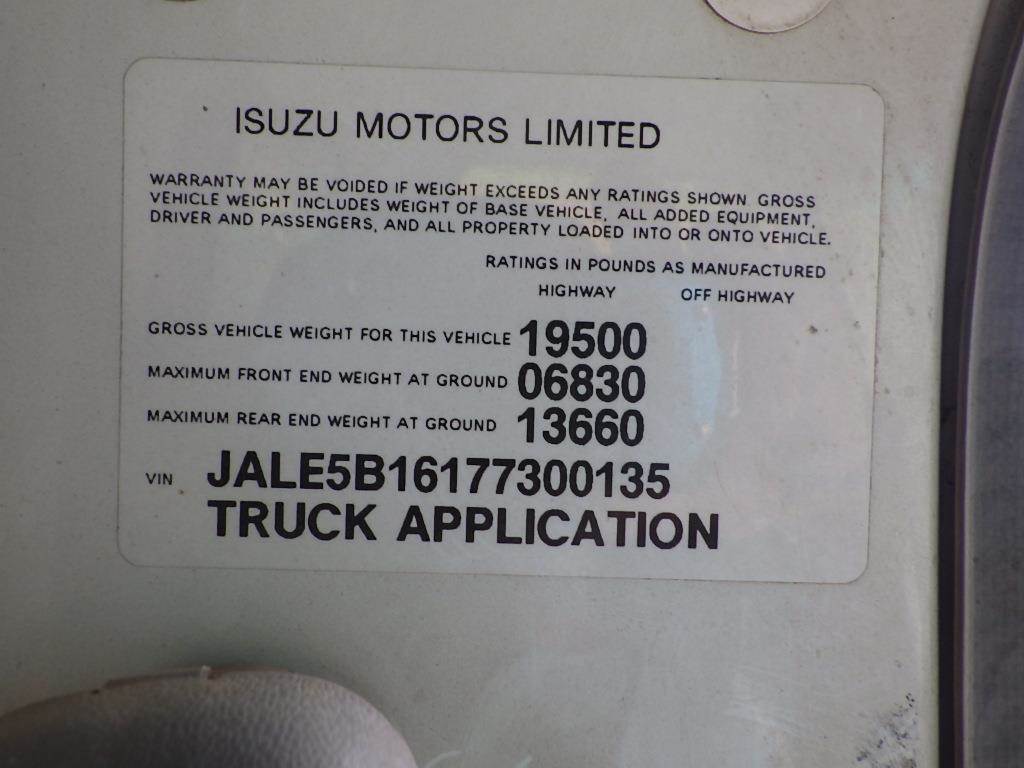 ISUZU MOTORS LIMITED
WARRANTY MAY BE VOIDED IF WEIGHT EXCEEDS ANY RATINGS SHOWN. GROSS
VEHICLE WEIGHT INCLUDES WEIGHT OF BASE VEHICLE, ALL ADDED EQUIPMENT,
DRIVER AND PASSENGERS, AND ALL PROPERTY LOADED INTO OR ONTO VEHICLE.
RATINGS IN POUNDS AS MANUFACTURED
HIGHWAY OFF HIGHWAY
GROSS VEHICLE WEIGHT FOR THIS VEHICLE 19500
MAXIMUM FRONT END WEIGHT AT GROUND 06830
MAXIMUM REAR END WEIGHT AT GROUND 13660
VIN JALE5B16177300135
TRUCK APPLICATION